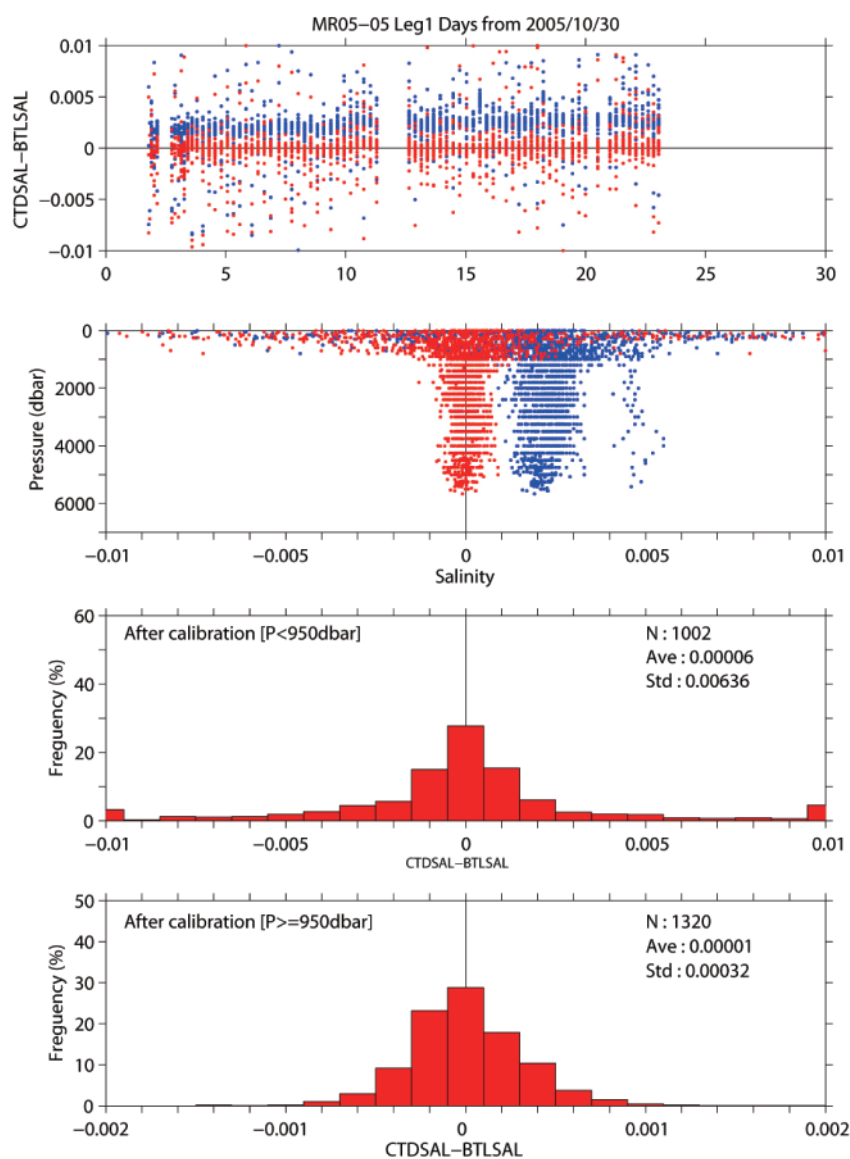 MR05−05 Leg1 Days from 2005/10/30
0.01
0.005
0
−0.005
−0.01
CTDSAL−BTLSAL
0 5 10 15 20 25 30
0
2000
4000
6000
Pressure (dbar)
−0.01 −0.005 0 0.005 0.01
Salinity
60
40
20
0
Freguency (%)
After calibration [P<950dbar]
N : 1002
Ave : 0.00006
Std : 0.00636
−0.01 −0.005 0 0.005 0.01
CTDSAL−BTLSAL
50
40
30
20
10
0
Freguency (%)
After calibration [P>=950dbar]
N : 1320
Ave : 0.00001
Std : 0.00032
−0.002 −0.001 0 0.001 0.002
CTDSAL−BTLSAL